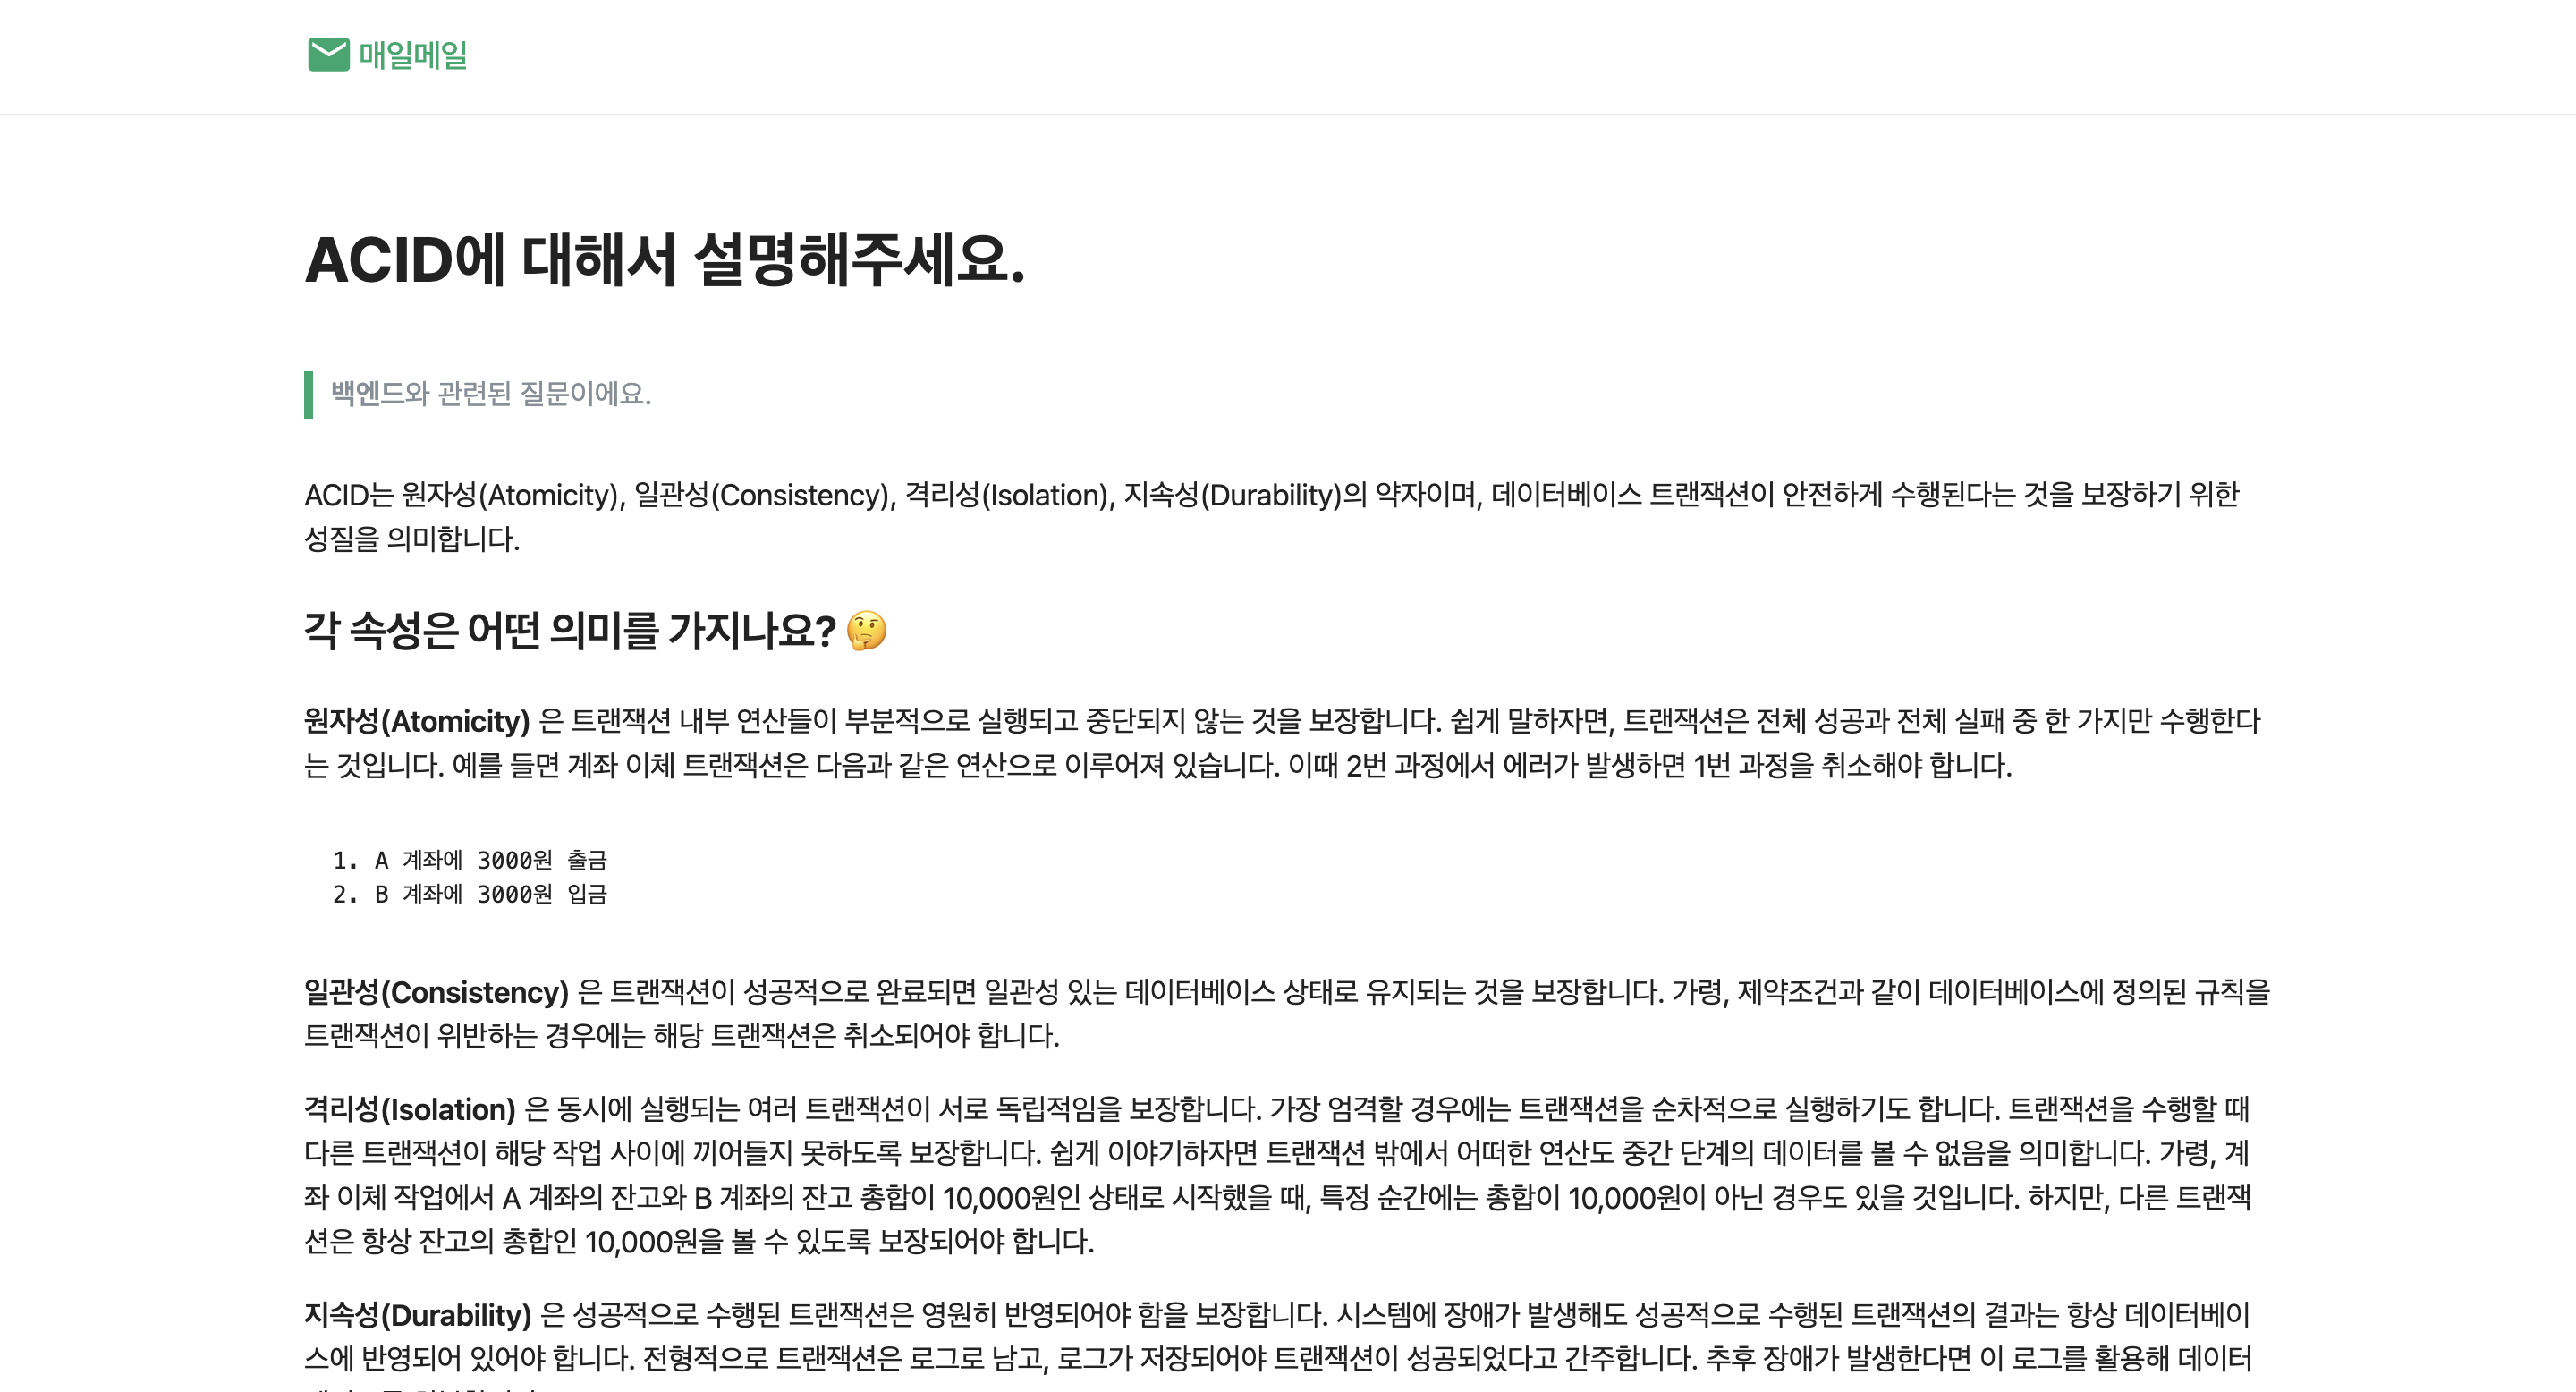 매일메일
ACID에 대해서 설명해주세요.
백엔드와 관련된 질문이에요.
ACID는 원자성(Atomicity), 일관성(Consistency), 격리성(Isolation), 지속성(Durability)의 약자이며, 데이터베이스 트랜잭션이 안전하게 수행된다는 것을 보장하기 위한
성질을 의미합니다.
각 속성은 어떤 의미를 가지나요? 🤔
원자성(Atomicity) 은 트랜잭션 내부 연산들이 부분적으로 실행되고 중단되지 않는 것을 보장합니다. 쉽게 말하자면, 트랜잭션은 전체 성공과 전체 실패 중 한 가지만 수행한다
는 것입니다. 예를 들면 계좌 이체 트랜잭션은 다음과 같은 연산으로 이루어져 있습니다. 이때 2번 과정에서 에러가 발생하면 1번 과정을 취소해야 합니다.
1. A 계좌에 3000원 출금
2. B 계좌에 3000원 입금
일관성(Consistency) 은 트랜잭션이 성공적으로 완료되면 일관성 있는 데이터베이스 상태로 유지되는 것을 보장합니다. 가령, 제약조건과 같이 데이터베이스에 정의된 규칙을
트랜잭션이 위반하는 경우에는 해당 트랜잭션은 취소되어야 합니다.
격리성(Isolation) 은 동시에 실행되는 여러 트랜잭션이 서로 독립적임을 보장합니다. 가장 엄격할 경우에는 트랜잭션을 순차적으로 실행하기도 합니다. 트랜잭션을 수행할 때
다른 트랜잭션이 해당 작업 사이에 끼어들지 못하도록 보장합니다. 쉽게 이야기하자면 트랜잭션 밖에서 어떠한 연산도 중간 단계의 데이터를 볼 수 없음을 의미합니다. 가령, 계
좌 이체 작업에서 A 계좌의 잔고와 B 계좌의 잔고 총합이 10,000원인 상태로 시작했을 때, 특정 순간에는 총합이 10,000원이 아닌 경우도 있을 것입니다. 하지만, 다른 트랜잭
션은 항상 잔고의 총합인 10,000원을 볼 수 있도록 보장되어야 합니다.
지속성(Durability) 은 성공적으로 수행된 트랜잭션은 영원히 반영되어야 함을 보장합니다. 시스템에 장애가 발생해도 성공적으로 수행된 트랜잭션의 결과는 항상 데이터베이
스에 반영되어 있어야 합니다. 전형적으로 트랜잭션은 로그로 남고, 로그가 저장되어야 트랜잭션이 성공되었다고 간주합니다. 추후 장애가 발생한다면 이 로그를 활용해 데이터